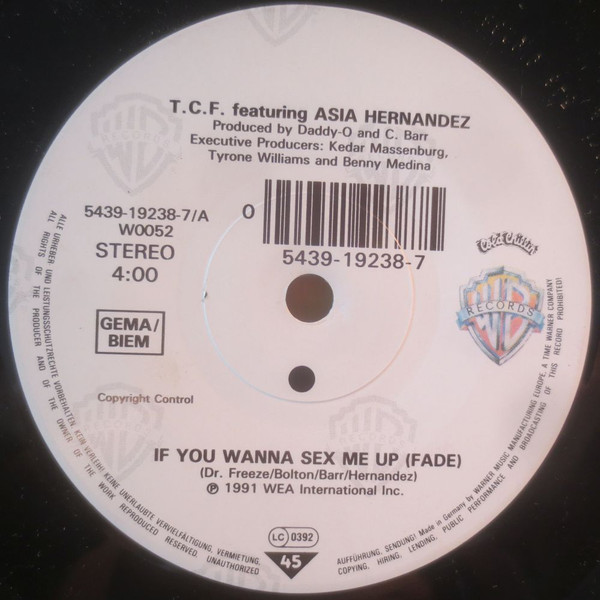 T.C.F. featuring ASIA HERNANDEZ
Produced by Daddy-O and C. Barr
Executive Producers: Kedar Massenburg,
Tyrone Williams and Benny Medina
5439-19238-7/A
W0052
STEREO
4:00
0
5439-19238-7
Cold Chillin'
WB
RECORDS
GEMA/
BIEM
Copyright Control
IF YOU WANNA SEX ME UP (FADE)
(Dr. Freeze/Bolton/Barr/Hernandez)
℗ 1991 WEA International Inc.
LC 0392
45
ALLE URHEBER UND LEISTUNGSSCHUTZRECHTE VORBEHALTEN. KEIN VERLEIH! KEINE UNERLAUBTE VERVIELFÄLTIGUNG, VERMIETUNG,
AUFFÜHRUNG, SENDUNG! Made in Germany by WARNER MUSIC MANUFACTURING EUROPE. A TIME WARNER COMPANY
ALL RIGHTS OF THE PRODUCER AND OF THE OWNER OF THE WORK REPRODUCED RESERVED. UNAUTHORIZED
COPYING, HIRING, LENDING, PUBLIC PERFORMANCE AND BROADCASTING OF THIS RECORD PROHIBITED!